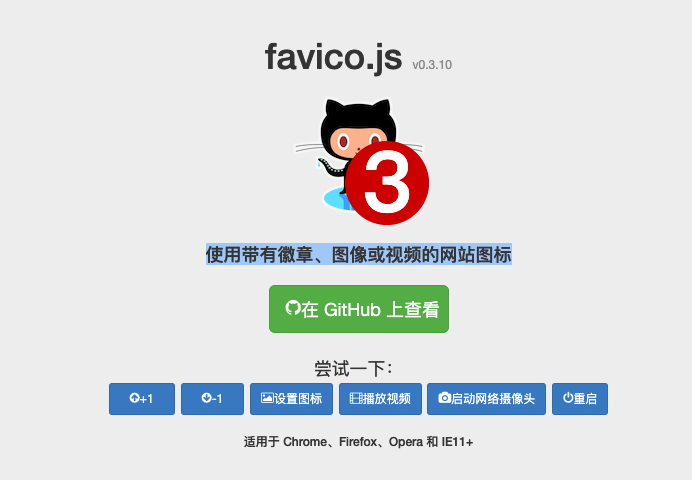 favico.js v0.3.10
3
使用带有徽章、图像或视频的网站图标
在 GitHub 上查看
尝试一下：
+1 -1 设置图标 播放视频 启动网络摄像头 重启
适用于 Chrome、Firefox、Opera 和 IE11+